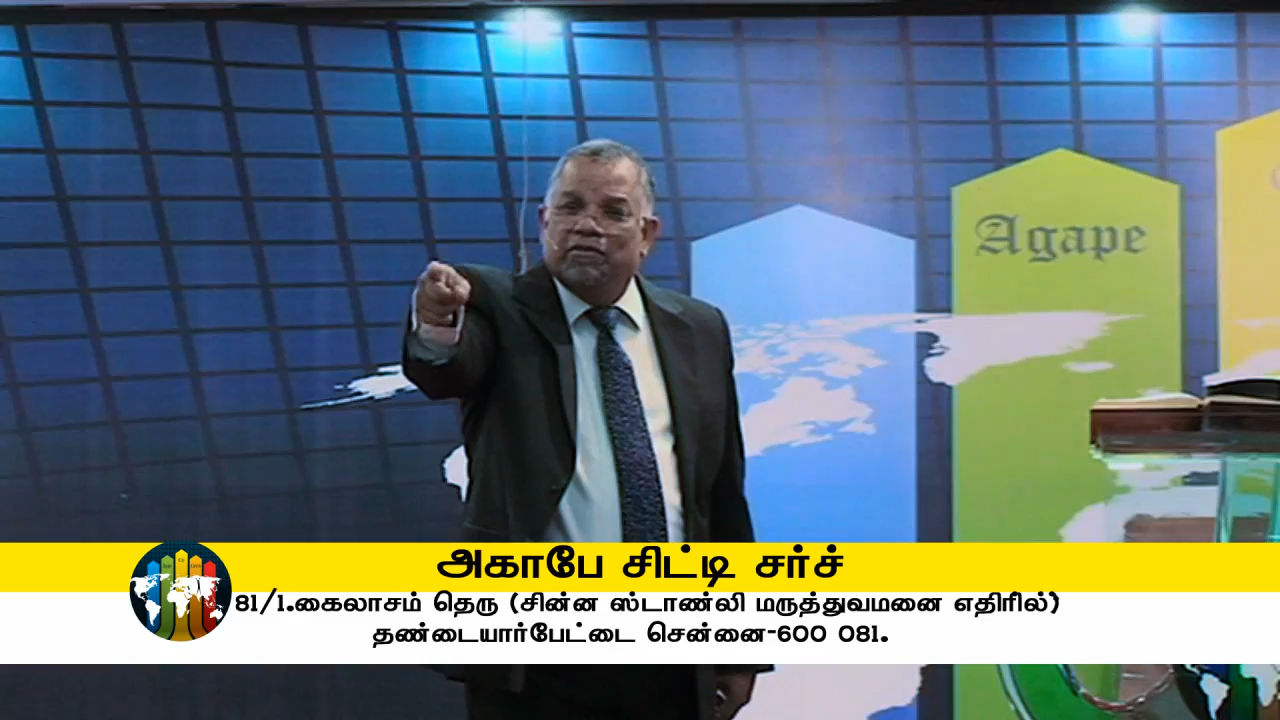 Agape
அகாபே சிட்டி சர்ச்
81/1.கைலாசம் தெரு (சின்ன ஸ்டாண்லி மருத்துவமனை எதிரில்)
தண்டையார்பேட்டை சென்னை-600 081.